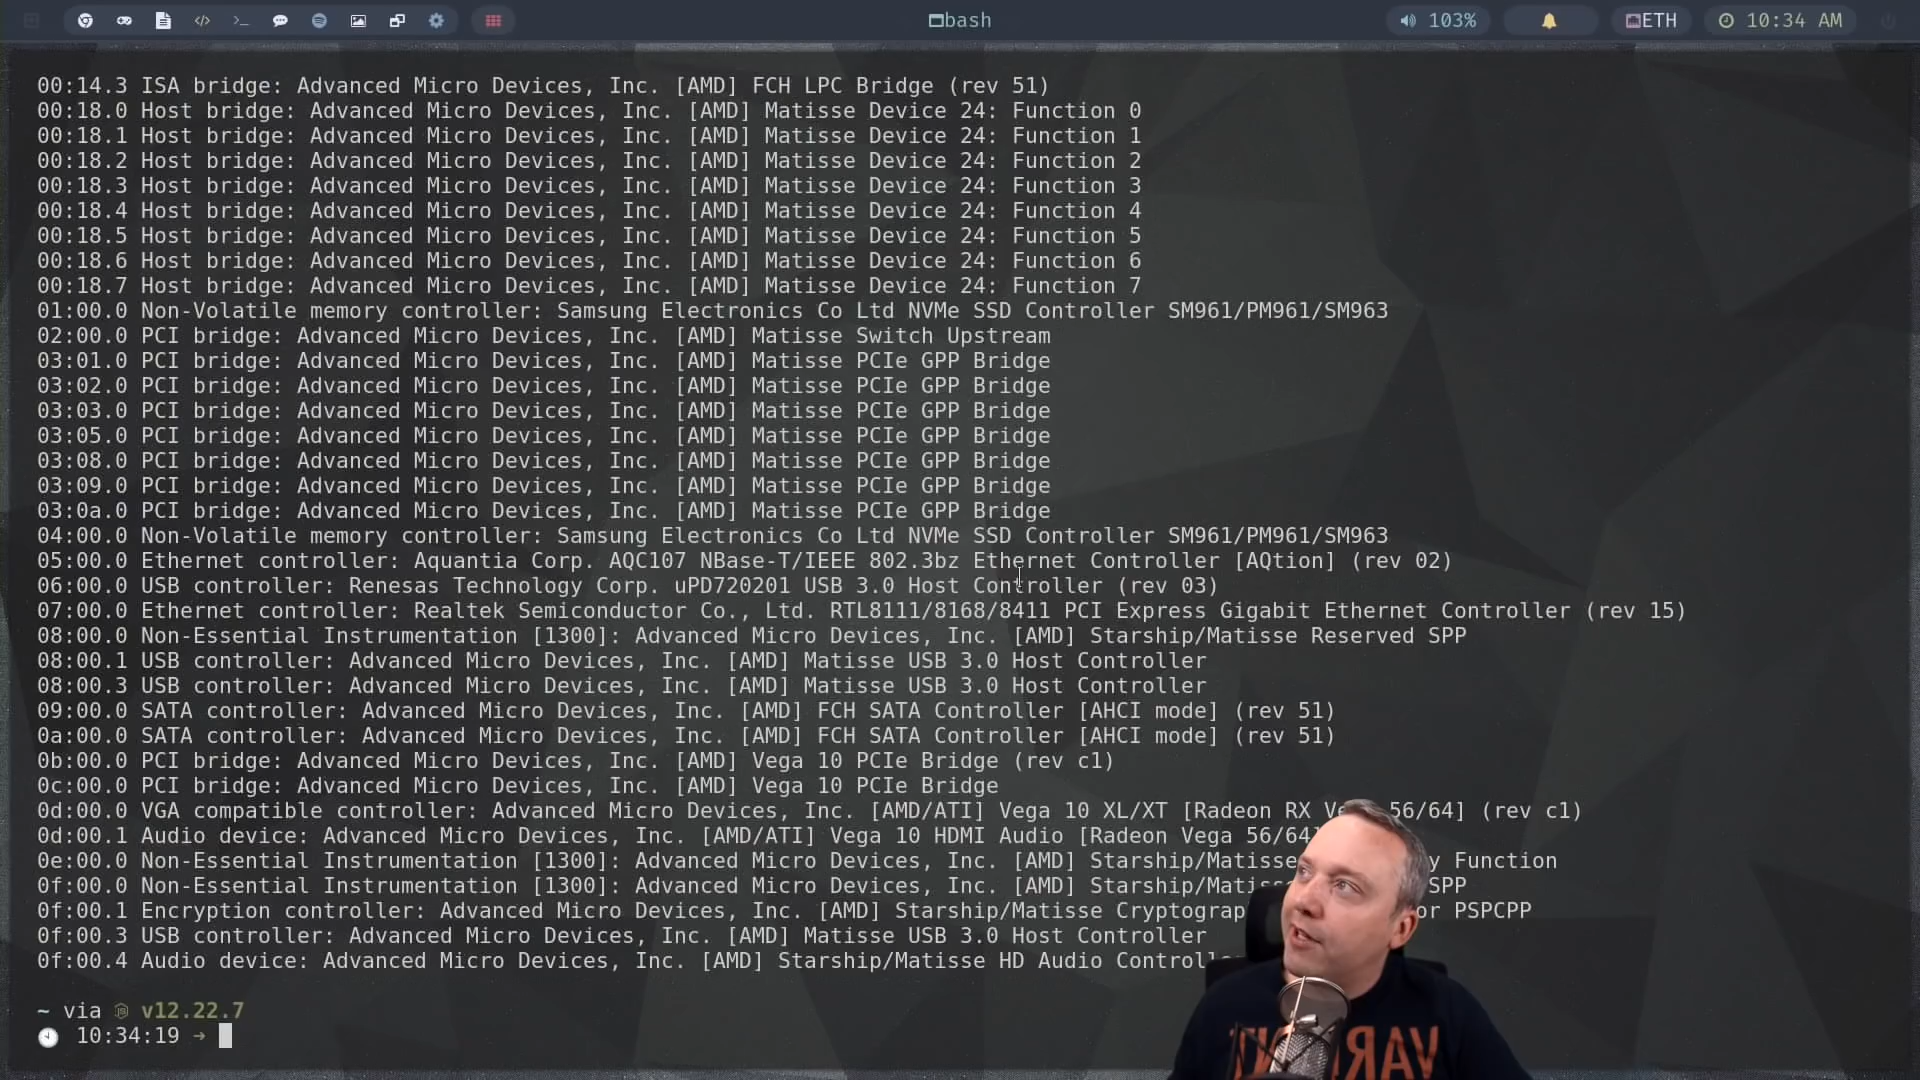 bash
103%
ETH
10:34 AM
00:14.3 ISA bridge: Advanced Micro Devices, Inc. [AMD] FCH LPC Bridge (rev 51)
00:18.0 Host bridge: Advanced Micro Devices, Inc. [AMD] Matisse Device 24: Function 0
00:18.1 Host bridge: Advanced Micro Devices, Inc. [AMD] Matisse Device 24: Function 1
00:18.2 Host bridge: Advanced Micro Devices, Inc. [AMD] Matisse Device 24: Function 2
00:18.3 Host bridge: Advanced Micro Devices, Inc. [AMD] Matisse Device 24: Function 3
00:18.4 Host bridge: Advanced Micro Devices, Inc. [AMD] Matisse Device 24: Function 4
00:18.5 Host bridge: Advanced Micro Devices, Inc. [AMD] Matisse Device 24: Function 5
00:18.6 Host bridge: Advanced Micro Devices, Inc. [AMD] Matisse Device 24: Function 6
00:18.7 Host bridge: Advanced Micro Devices, Inc. [AMD] Matisse Device 24: Function 7
01:00.0 Non-Volatile memory controller: Samsung Electronics Co Ltd NVMe SSD Controller SM961/PM961/SM963
02:00.0 PCI bridge: Advanced Micro Devices, Inc. [AMD] Matisse Switch Upstream
03:01.0 PCI bridge: Advanced Micro Devices, Inc. [AMD] Matisse PCIe GPP Bridge
03:02.0 PCI bridge: Advanced Micro Devices, Inc. [AMD] Matisse PCIe GPP Bridge
03:03.0 PCI bridge: Advanced Micro Devices, Inc. [AMD] Matisse PCIe GPP Bridge
03:05.0 PCI bridge: Advanced Micro Devices, Inc. [AMD] Matisse PCIe GPP Bridge
03:08.0 PCI bridge: Advanced Micro Devices, Inc. [AMD] Matisse PCIe GPP Bridge
03:09.0 PCI bridge: Advanced Micro Devices, Inc. [AMD] Matisse PCIe GPP Bridge
03:0a.0 PCI bridge: Advanced Micro Devices, Inc. [AMD] Matisse PCIe GPP Bridge
04:00.0 Non-Volatile memory controller: Samsung Electronics Co Ltd NVMe SSD Controller SM961/PM961/SM963
05:00.0 Ethernet controller: Aquantia Corp. AQC107 NBase-T/IEEE 802.3bz Ethernet Controller [AQtion] (rev 02)
06:00.0 USB controller: Renesas Technology Corp. uPD720201 USB 3.0 Host Controller (rev 03)
07:00.0 Ethernet controller: Realtek Semiconductor Co., Ltd. RTL8111/8168/8411 PCI Express Gigabit Ethernet Controller (rev 15)
08:00.0 Non-Essential Instrumentation [1300]: Advanced Micro Devices, Inc. [AMD] Starship/Matisse Reserved SPP
08:00.1 USB controller: Advanced Micro Devices, Inc. [AMD] Matisse USB 3.0 Host Controller
08:00.3 USB controller: Advanced Micro Devices, Inc. [AMD] Matisse USB 3.0 Host Controller
09:00.0 SATA controller: Advanced Micro Devices, Inc. [AMD] FCH SATA Controller [AHCI mode] (rev 51)
0a:00.0 SATA controller: Advanced Micro Devices, Inc. [AMD] FCH SATA Controller [AHCI mode] (rev 51)
0b:00.0 PCI bridge: Advanced Micro Devices, Inc. [AMD] Vega 10 PCIe Bridge (rev c1)
0c:00.0 PCI bridge: Advanced Micro Devices, Inc. [AMD] Vega 10 PCIe Bridge
0d:00.0 VGA compatible controller: Advanced Micro Devices, Inc. [AMD/ATI] Vega 10 XL/XT [Radeon RX Ve 56/64] (rev c1)
0d:00.1 Audio device: Advanced Micro Devices, Inc. [AMD/ATI] Vega 10 HDMI Audio [Radeon Vega 56/64
0e:00.0 Non-Essential Instrumentation [1300]: Advanced Micro Devices, Inc. [AMD] Starship/Matisse y Function
0f:00.0 Non-Essential Instrumentation [1300]: Advanced Micro Devices, Inc. [AMD] Starship/Matiss SPP
0f:00.1 Encryption controller: Advanced Micro Devices, Inc. [AMD] Starship/Matisse Cryptograp or PSPCPP
0f:00.3 USB controller: Advanced Micro Devices, Inc. [AMD] Matisse USB 3.0 Host Controller
0f:00.4 Audio device: Advanced Micro Devices, Inc. [AMD] Starship/Matisse HD Audio Control
~ via v12.22.7
10:34:19 →